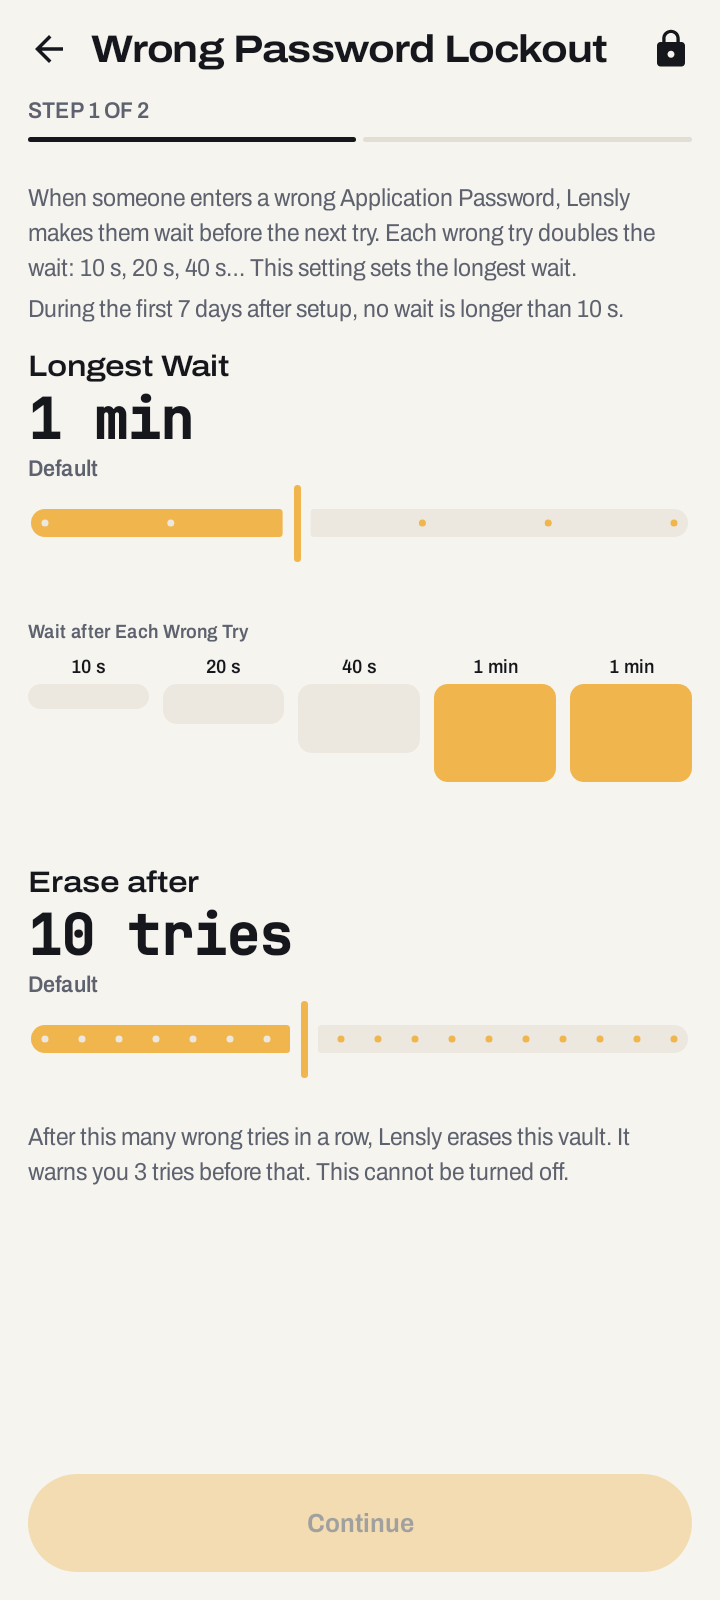 Wrong Password Lockout
STEP 1 OF 2
When someone enters a wrong Application Password, Lensly
makes them wait before the next try. Each wrong try doubles the
wait: 10 s, 20 s, 40 s... This setting sets the longest wait.
During the first 7 days after setup, no wait is longer than 10 s.
Longest Wait
1 min
Default
Wait after Each Wrong Try
10 s 20 s 40 s 1 min 1 min
Erase after
10 tries
Default
After this many wrong tries in a row, Lensly erases this vault. It
warns you 3 tries before that. This cannot be turned off.
Continue